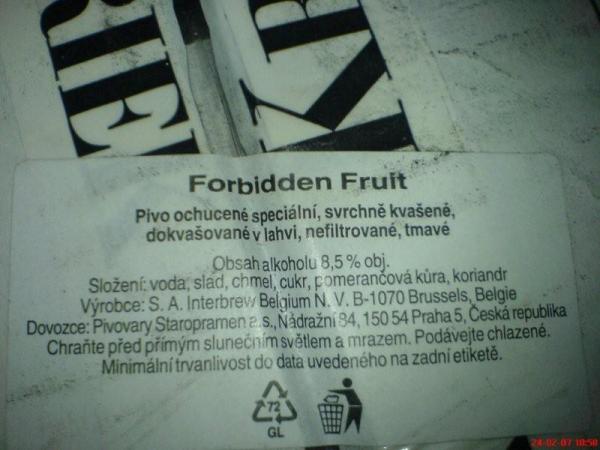 Forbidden Fruit
Pivo ochucené speciální, svrchně kvašené,
dokvašované v lahvi, nefiltrované, tmavé
Obsah alkoholu 8,5 % obj.
Složení: voda, slad, chmel, cukr, pomerančová kůra, koriandr
Výrobce: S. A. Interbrew Belgium N. V. B-1070 Brussels, Belgie
Dovozce: Pivovary Staropramen a.s., Nádražní 84, 150 54 Praha 5, Česká republika
Chraňte před přímým slunečním světlem a mrazem. Podávejte chlazené.
Minimální trvanlivost do data uvedeného na zadní etiketě.
72
GL
24-02-07 18:50